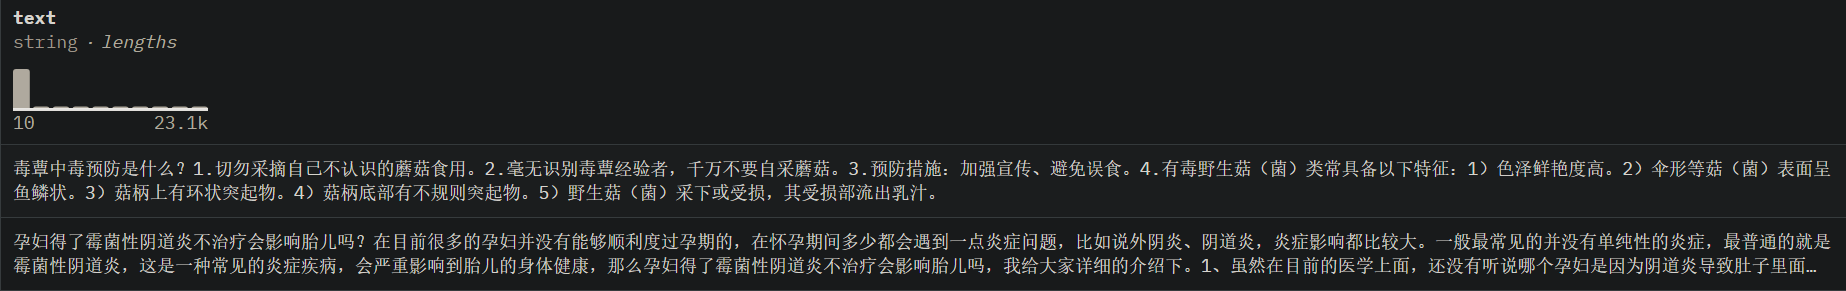 text
string · lengths
10 23.1k
毒蕈中毒预防是什么？1.切勿采摘自己不认识的蘑菇食用。2.毫无识别毒蕈经验者，千万不要自采蘑菇。3.预防措施：加强宣传、避免误食。4.有毒野生菇（菌）类常具备以下特征：1）色泽鲜艳度高。2）伞形等菇（菌）表面呈
鱼鳞状。3）菇柄上有环状突起物。4）菇柄底部有不规则突起物。5）野生菇（菌）采下或受损，其受损部流出乳汁。
孕妇得了霉菌性阴道炎不治疗会影响胎儿吗？在目前很多的孕妇并没有能够顺利度过孕期的，在怀孕期间多少都会遇到一点炎症问题，比如说外阴炎、阴道炎，炎症影响都比较大。一般最常见的并没有单纯性的炎症，最普通的就是
霉菌性阴道炎，这是一种常见的炎症疾病，会严重影响到胎儿的身体健康，那么孕妇得了霉菌性阴道炎不治疗会影响胎儿吗，我给大家详细的介绍下。1、虽然在目前的医学上面，还没有听说哪个孕妇是因为阴道炎导致肚子里面…